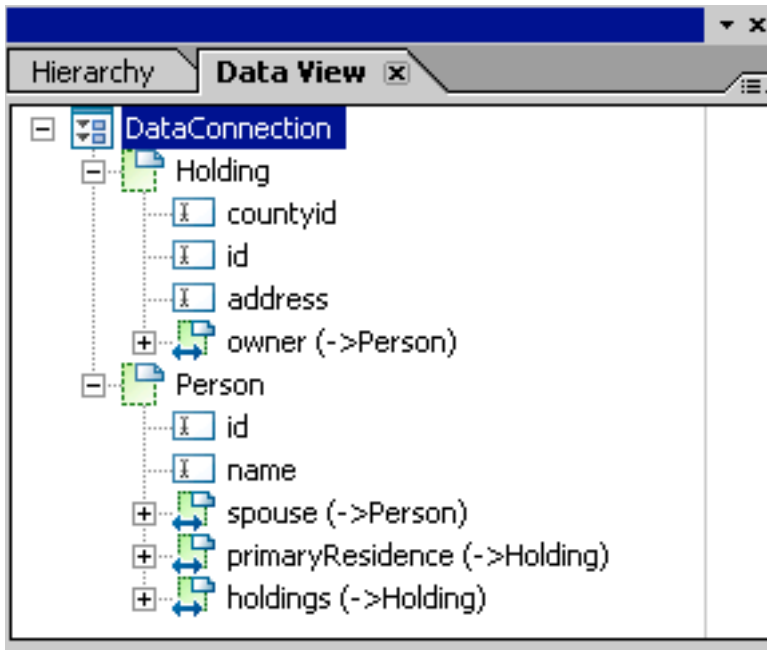 Hierarchy Data View
DataConnection
Holding
countyid
id
address
owner (->Person)
Person
id
name
spouse (->Person)
primaryResidence (->Holding)
holdings (->Holding)